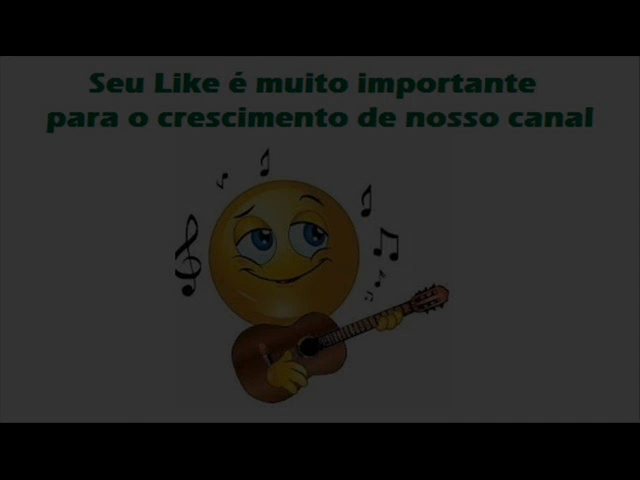 Seu Like é muito importante
para o crescimento de nosso canal